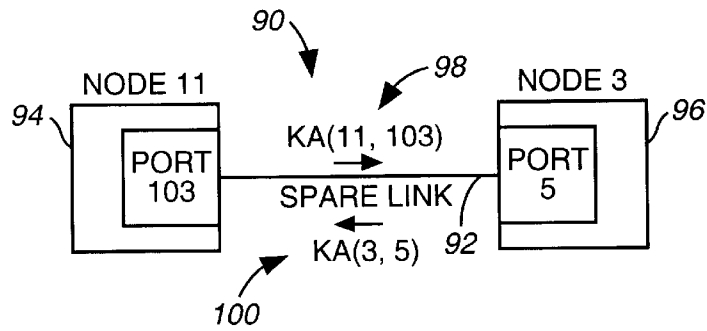 90
98
NODE 11
NODE 3
94
96
KA(11, 103)
PORT
103
PORT
5
SPARE LINK
92
KA(3, 5)
100